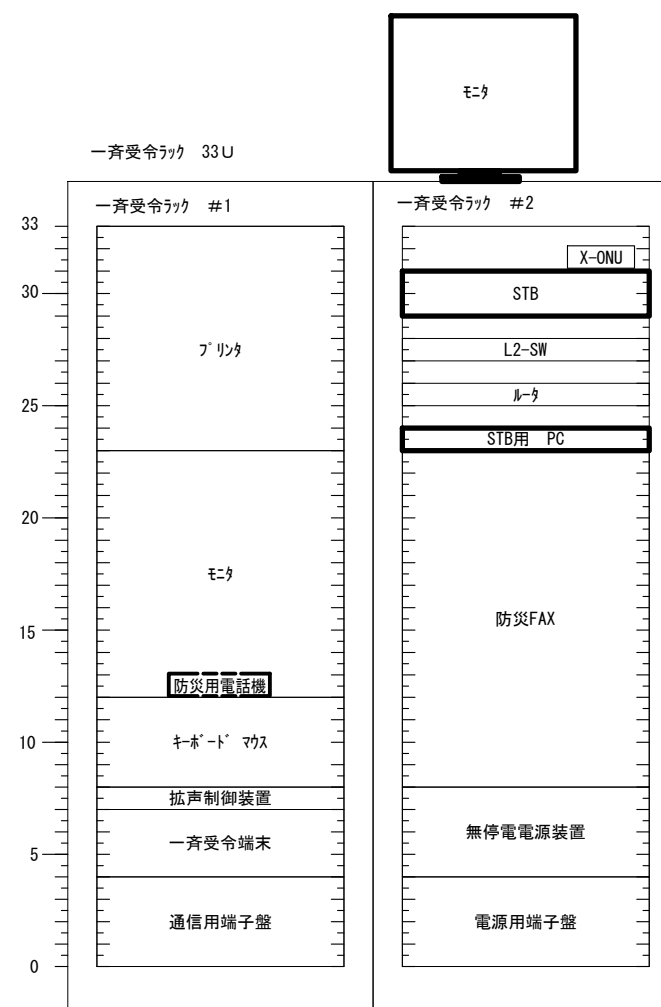 ﾓﾆﾀ
一斉受令ﾗｯｸ 33U
一斉受令ﾗｯｸ #1
一斉受令ﾗｯｸ #2
33
X-ONU
30
STB
ﾌﾟﾘﾝﾀ
L2-SW
ﾙｰﾀ
25
STB用 PC
20
ﾓﾆﾀ
防災FAX
15
防災用電話機
10
ｷｰﾎﾞｰﾄﾞ ﾏｳｽ
拡声制御装置
無停電電源装置
一斉受令端末
5
通信用端子盤
電源用端子盤
0